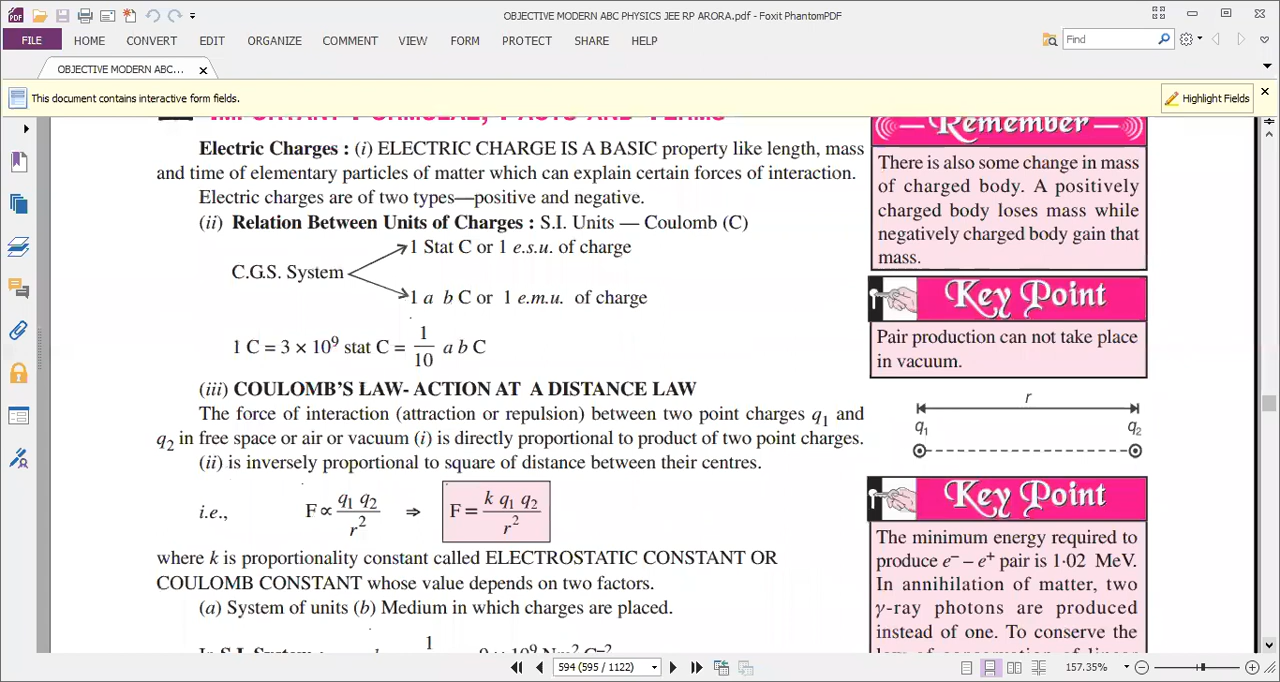 OBJECTIVE MODERN ABC PHYSICS JEE RP ARORA.pdf - Foxit PhantomPDF
FILE HOME CONVERT EDIT ORGANIZE COMMENT VIEW FORM PROTECT SHARE HELP
Find
OBJECTIVE MODERN ABC...
This document contains interactive form fields.
Highlight Fields
IMPORTANT FORMULAE, FACTS AND TERMS
Electric Charges : (i) ELECTRIC CHARGE IS A BASIC property like length, mass
and time of elementary particles of matter which can explain certain forces of interaction.
Electric charges are of two types—positive and negative.
(ii) Relation Between Units of Charges : S.I. Units — Coulomb (C)
1 Stat C or 1 e.s.u. of charge
C.G.S. System
1 a b C or 1 e.m.u. of charge
1 C = 3 × 10⁹ stat C = 1/10 a b C
(iii) COULOMB'S LAW- ACTION AT A DISTANCE LAW
The force of interaction (attraction or repulsion) between two point charges q₁ and
q₂ in free space or air or vacuum (i) is directly proportional to product of two point charges.
(ii) is inversely proportional to square of distance between their centres.
i.e., F ∝ q₁ q₂ / r² ⇒ F = k q₁ q₂ / r²
where k is proportionality constant called ELECTROSTATIC CONSTANT OR
COULOMB CONSTANT whose value depends on two factors.
(a) System of units (b) Medium in which charges are placed.
Remember
There is also some change in mass
of charged body. A positively
charged body loses mass while
negatively charged body gain that
mass.
Key Point
Pair production can not take place
in vacuum.
r
q₁ q₂
Key Point
The minimum energy required to
produce e⁻ – e⁺ pair is 1·02 MeV.
In annihilation of matter, two
γ-ray photons are produced
instead of one. To conserve the
594 (595 / 1122)
157.35%